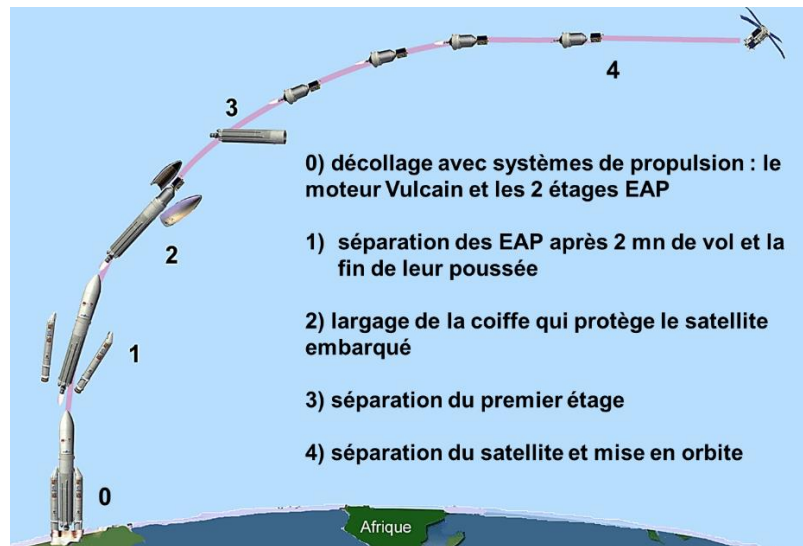 4
3
0) décollage avec systèmes de propulsion : le
moteur Vulcain et les 2 étages EAP
2
1) séparation des EAP après 2 mn de vol et la
fin de leur poussée
2) largage de la coiffe qui protège le satellite
embarqué
1
3) séparation du premier étage
4) séparation du satellite et mise en orbite
0
Afrique